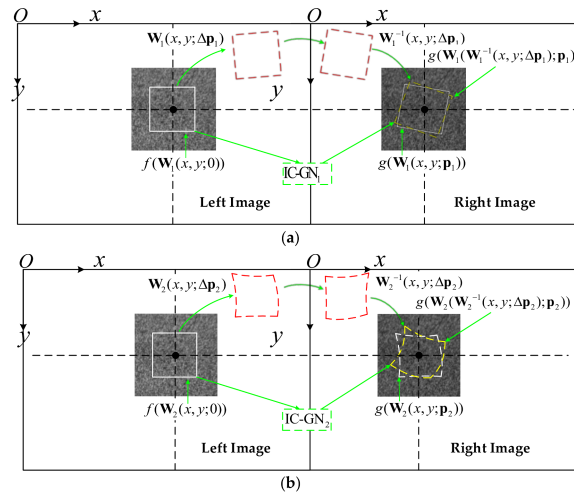 O x O x
W₁(x, y; Δp₁) W₁⁻¹(x, y; Δp₁)
g(W₁(W₁⁻¹(x, y; Δp₁); p₁)
y y
f(W₁(x, y; 0)) g(W₁(x, y; p₁))
IC-GN₁
Left Image Right Image
(a)
O x O x
W₂(x, y; Δp₂) W₂⁻¹(x, y; Δp₂)
g(W₂(W₂⁻¹(x, y; Δp₂); p₂))
y y
f(W₂(x, y; 0)) g(W₂(x, y; p₂))
IC-GN₂
Left Image Right Image
(b)